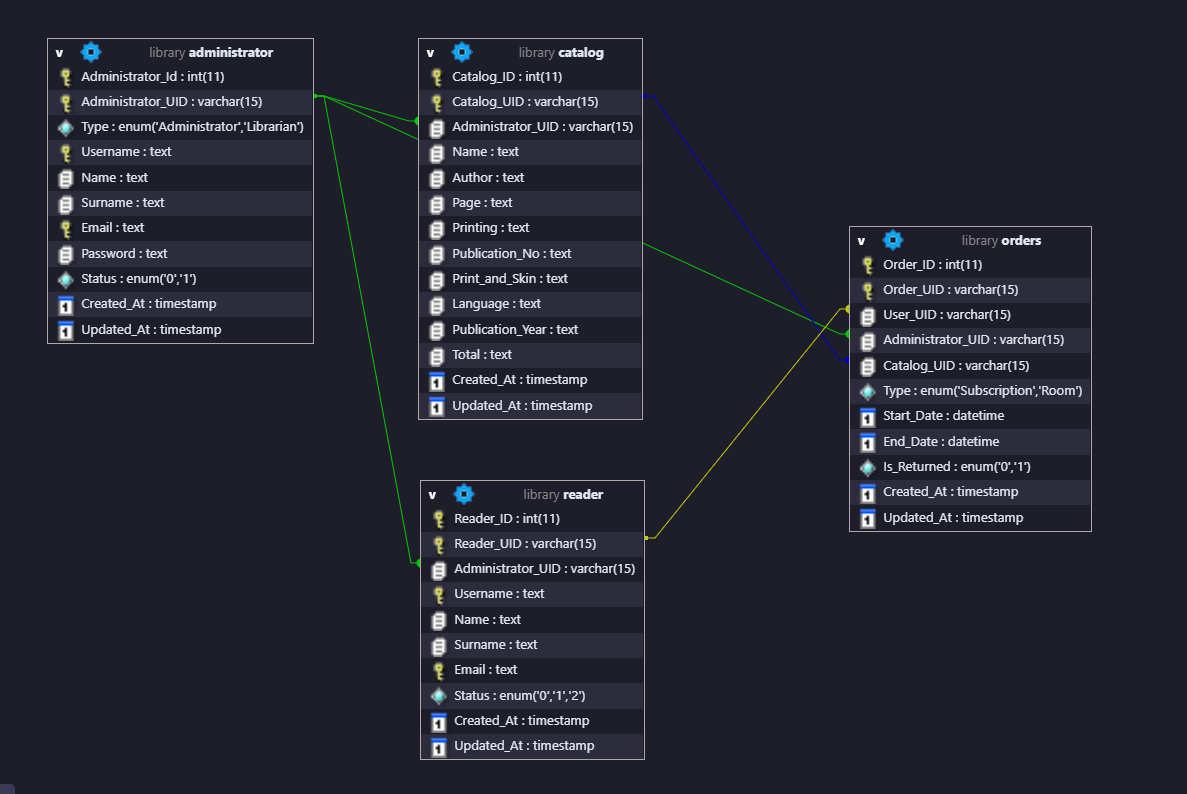 v library administrator
Administrator_Id : int(11)
Administrator_UID : varchar(15)
Type : enum('Administrator','Librarian')
Username : text
Name : text
Surname : text
Email : text
Password : text
Status : enum('0','1')
Created_At : timestamp
Updated_At : timestamp
v library catalog
Catalog_ID : int(11)
Catalog_UID : varchar(15)
Administrator_UID : varchar(15)
Name : text
Author : text
Page : text
Printing : text
Publication_No : text
Print_and_Skin : text
Language : text
Publication_Year : text
Total : text
Created_At : timestamp
Updated_At : timestamp
v library orders
Order_ID : int(11)
Order_UID : varchar(15)
User_UID : varchar(15)
Administrator_UID : varchar(15)
Catalog_UID : varchar(15)
Type : enum('Subscription','Room')
Start_Date : datetime
End_Date : datetime
Is_Returned : enum('0','1')
Created_At : timestamp
Updated_At : timestamp
v library reader
Reader_ID : int(11)
Reader_UID : varchar(15)
Administrator_UID : varchar(15)
Username : text
Name : text
Surname : text
Email : text
Status : enum('0','1','2')
Created_At : timestamp
Updated_At : timestamp